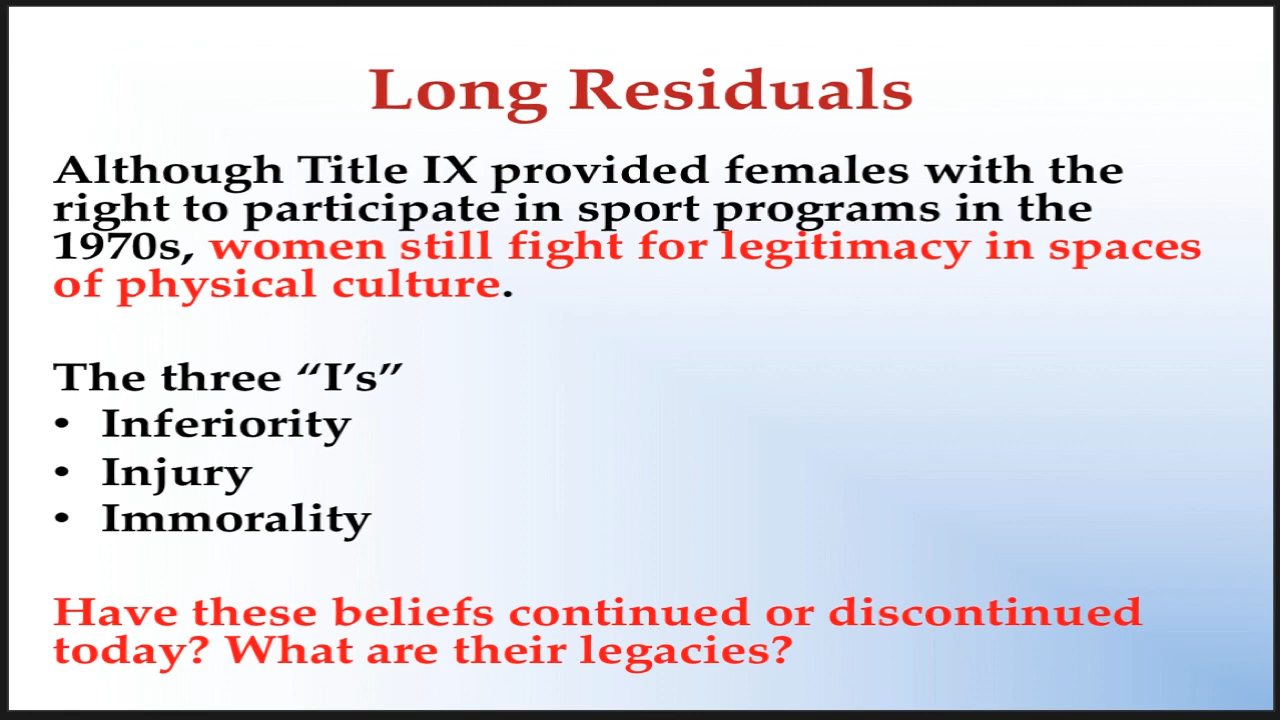 Long Residuals
Although Title IX provided females with the
right to participate in sport programs in the
1970s, women still fight for legitimacy in spaces
of physical culture.
The three “I’s”
• Inferiority
• Injury
• Immorality
Have these beliefs continued or discontinued
today? What are their legacies?